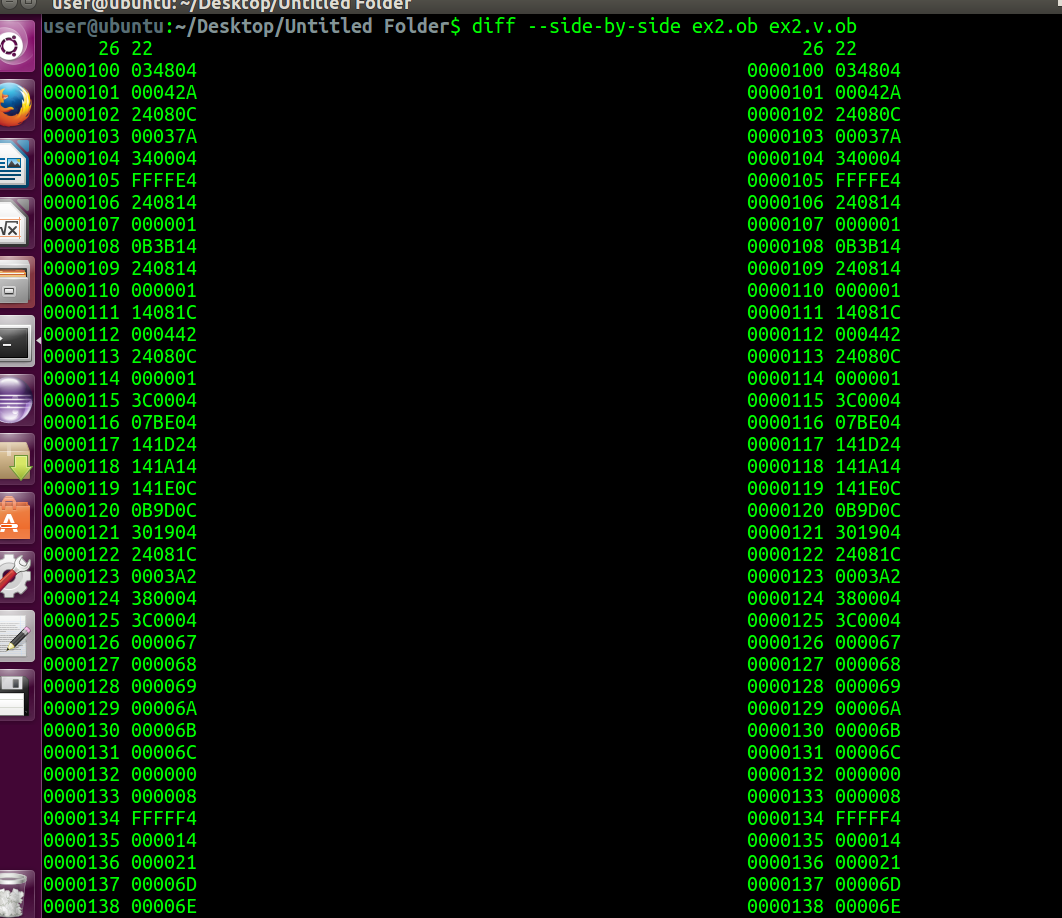 user@ubuntu: ~/Desktop/Untitled Folder
user@ubuntu:~/Desktop/Untitled Folder$ diff --side-by-side ex2.ob ex2.v.ob
26 22 26 22
0000100 034804 0000100 034804
0000101 00042A 0000101 00042A
0000102 24080C 0000102 24080C
0000103 00037A 0000103 00037A
0000104 340004 0000104 340004
0000105 FFFFE4 0000105 FFFFE4
0000106 240814 0000106 240814
0000107 000001 0000107 000001
0000108 0B3B14 0000108 0B3B14
0000109 240814 0000109 240814
0000110 000001 0000110 000001
0000111 14081C 0000111 14081C
0000112 000442 0000112 000442
0000113 24080C 0000113 24080C
0000114 000001 0000114 000001
0000115 3C0004 0000115 3C0004
0000116 07BE04 0000116 07BE04
0000117 141D24 0000117 141D24
0000118 141A14 0000118 141A14
0000119 141E0C 0000119 141E0C
0000120 0B9D0C 0000120 0B9D0C
0000121 301904 0000121 301904
0000122 24081C 0000122 24081C
0000123 0003A2 0000123 0003A2
0000124 380004 0000124 380004
0000125 3C0004 0000125 3C0004
0000126 000067 0000126 000067
0000127 000068 0000127 000068
0000128 000069 0000128 000069
0000129 00006A 0000129 00006A
0000130 00006B 0000130 00006B
0000131 00006C 0000131 00006C
0000132 000000 0000132 000000
0000133 000008 0000133 000008
0000134 FFFFF4 0000134 FFFFF4
0000135 000014 0000135 000014
0000136 000021 0000136 000021
0000137 00006D 0000137 00006D
0000138 00006E 0000138 00006E